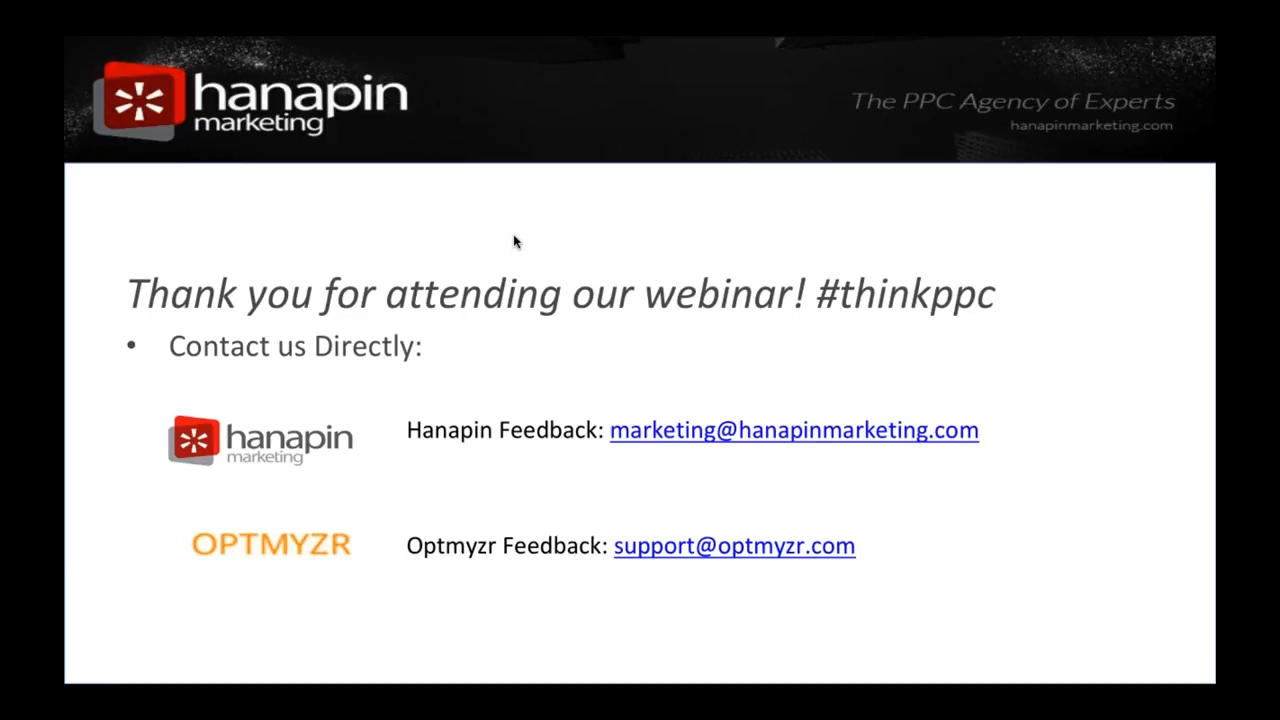 hanapin
marketing
The PPC Agency of Experts
hanapinmarketing.com
Thank you for attending our webinar! #thinkppc
• Contact us Directly:
hanapin
marketing
Hanapin Feedback: marketing@hanapinmarketing.com
OPTMYZR
Optmyzr Feedback: support@optmyzr.com